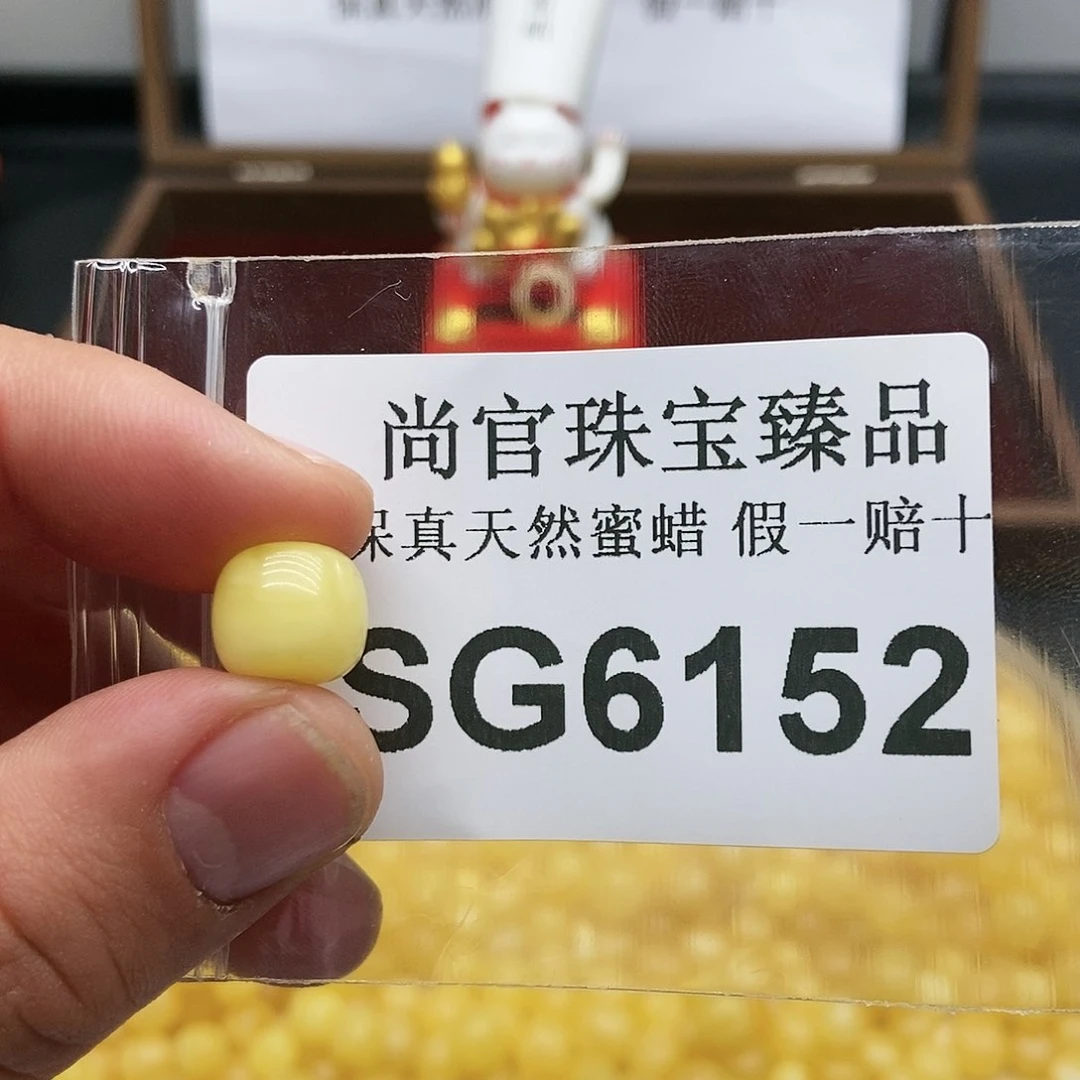 尚官珠宝臻品
保真天然蜜蜡 假一赔十
SG6152